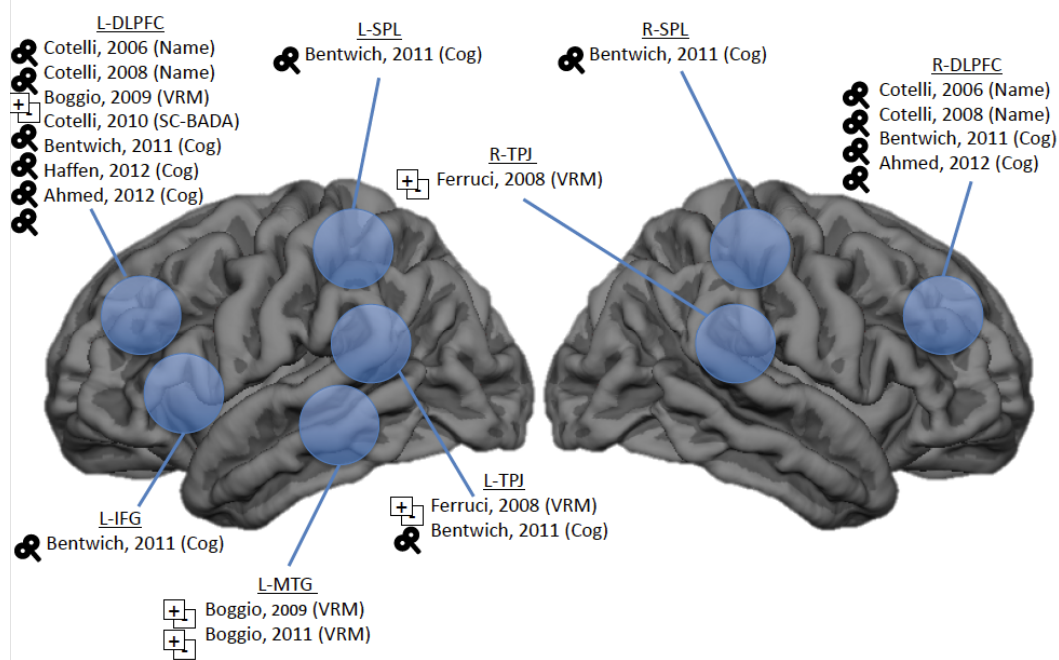 L-DLPFC
Cotelli, 2006 (Name)
Cotelli, 2008 (Name)
Boggio, 2009 (VRM)
Cotelli, 2010 (SC-BADA)
Bentwich, 2011 (Cog)
Haffen, 2012 (Cog)
Ahmed, 2012 (Cog)
L-SPL
Bentwich, 2011 (Cog)
R-SPL
Bentwich, 2011 (Cog)
R-DLPFC
Cotelli, 2006 (Name)
Cotelli, 2008 (Name)
Bentwich, 2011 (Cog)
Ahmed, 2012 (Cog)
R-TPJ
Ferruci, 2008 (VRM)
L-TPJ
Ferruci, 2008 (VRM)
Bentwich, 2011 (Cog)
L-IFG
Bentwich, 2011 (Cog)
L-MTG
Boggio, 2009 (VRM)
Boggio, 2011 (VRM)